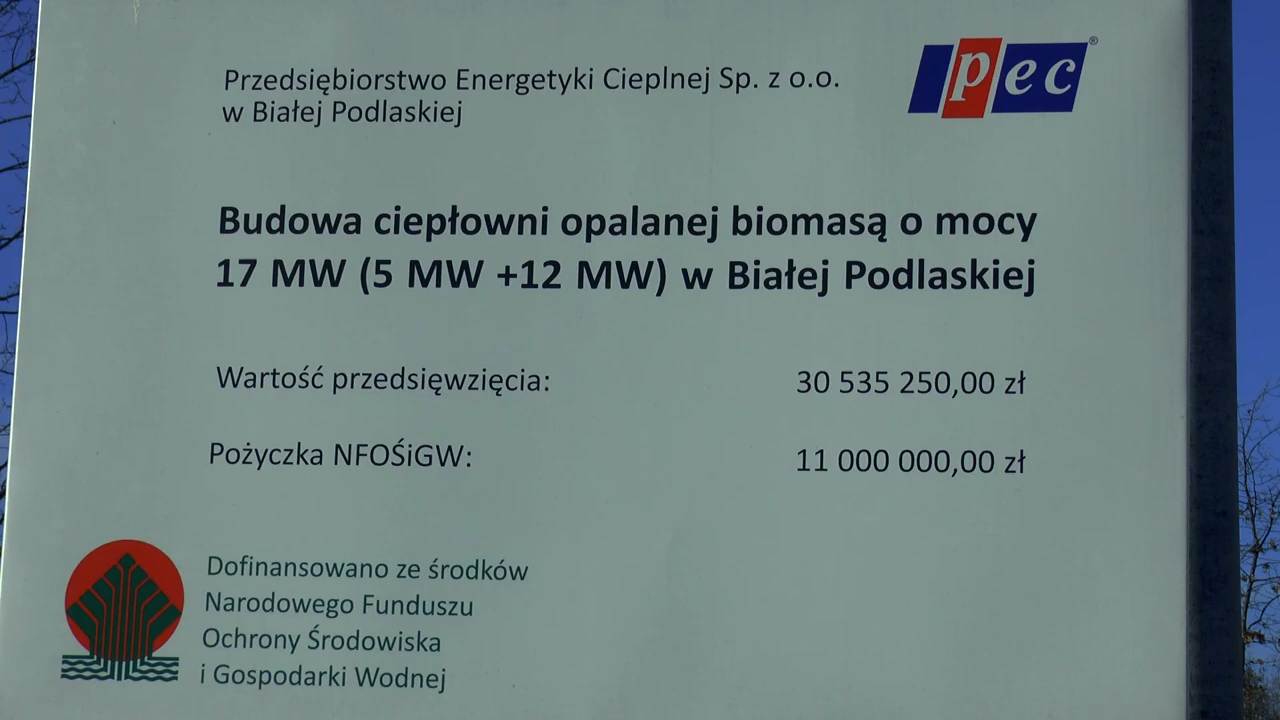 Przedsiębiorstwo Energetyki Cieplnej Sp. z o.o.
w Białej Podlaskiej
pec®
Budowa ciepłowni opalanej biomasą o mocy
17 MW (5 MW +12 MW) w Białej Podlaskiej
Wartość przedsięwzięcia: 30 535 250,00 zł
Pożyczka NFOŚiGW: 11 000 000,00 zł
Dofinansowano ze środków
Narodowego Funduszu
Ochrony Środowiska
i Gospodarki Wodnej